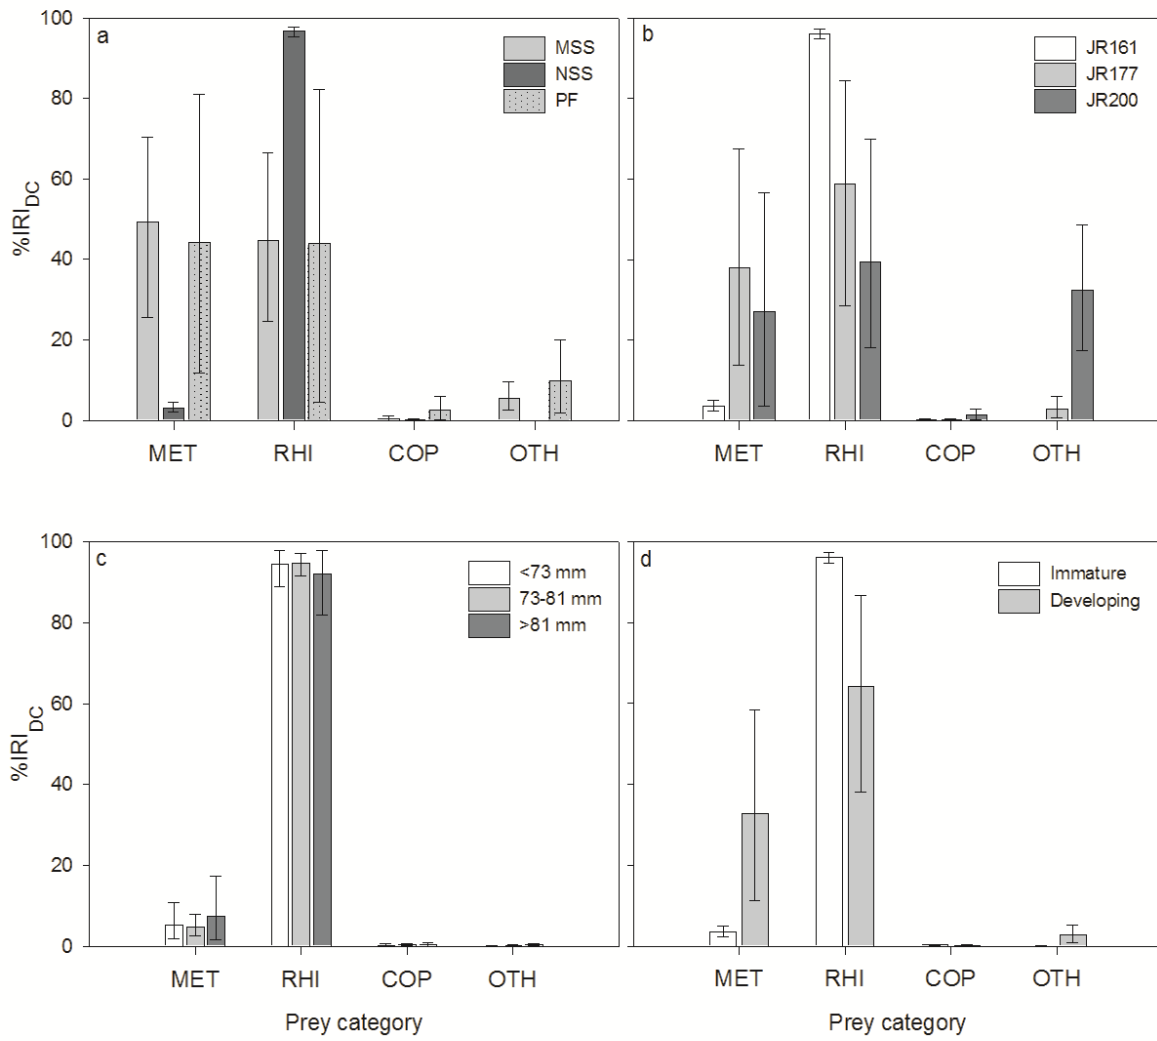 a
MSS
NSS
PF
100
80
60
40
20
0
%IRI_DC
MET RHI COP OTH
b
JR161
JR177
JR200
MET RHI COP OTH
c
<73 mm
73-81 mm
>81 mm
100
80
60
40
20
0
%IRI_DC
MET RHI COP OTH
Prey category
d
Immature
Developing
MET RHI COP OTH
Prey category